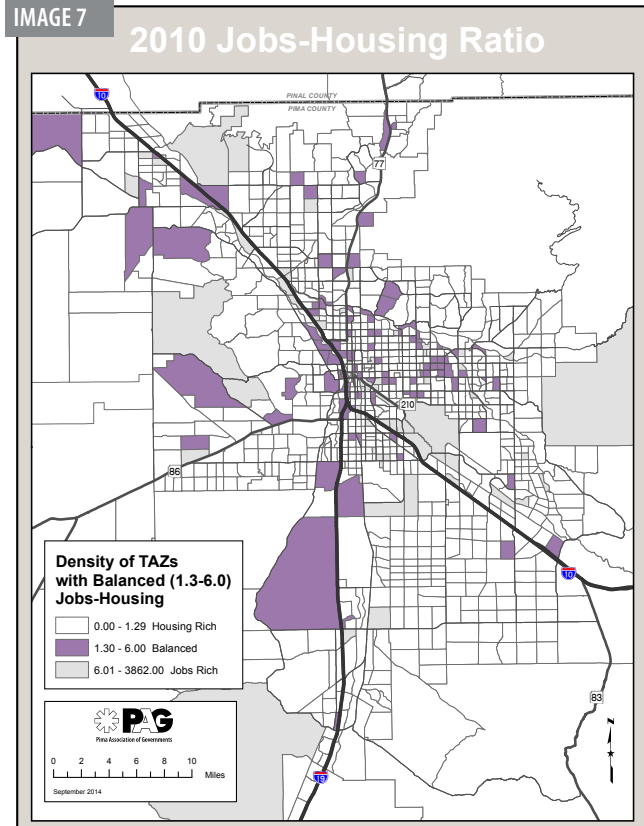 IMAGE 7
2010 Jobs-Housing Ratio
10
PINAL COUNTY
PIMA COUNTY
77
210
86
10
83
19
Density of TAZs
with Balanced (1.3-6.0)
Jobs-Housing
0.00 - 1.29 Housing Rich
1.30 - 6.00 Balanced
6.01 - 3862.00 Jobs Rich
PAG
Pima Association of Governments
0 2 4 6 8 10
Miles
September 2014
N